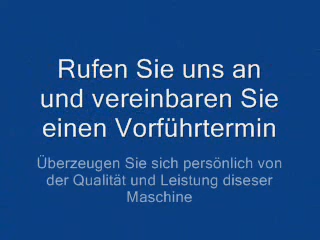 Rufen Sie uns an
und vereinbaren Sie
einen Vorführtermin
Überzeugen Sie sich persönlich von
der Qualität und Leistung diseser
Maschine